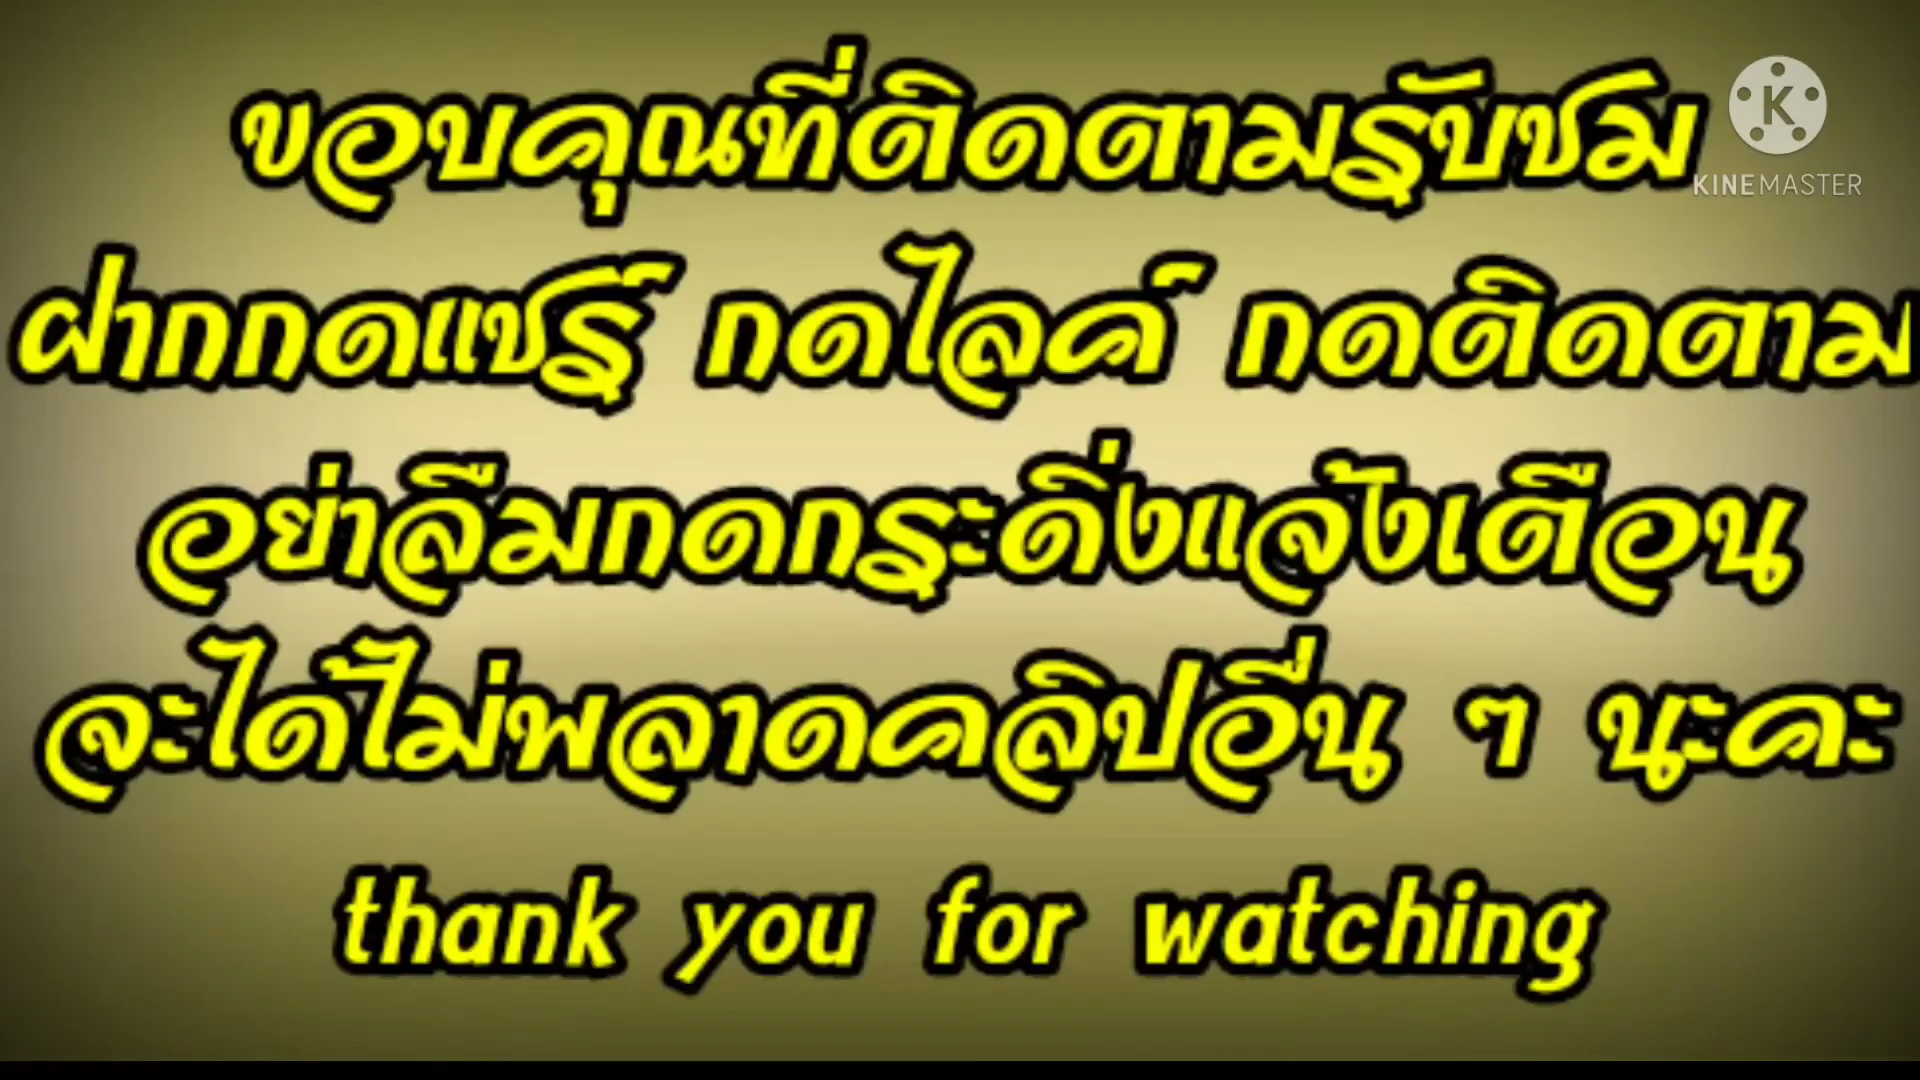 ขอบคุณที่ติดตามรับชม
K
KINEMASTER
ฝากกดแชร์ กดไลค์ กดติดตาม
อย่าลืมกดกระดิ่งแจ้งเตือน
จะได้ไม่พลาดคลิปอื่น ๆ นะคะ
thank you for watching